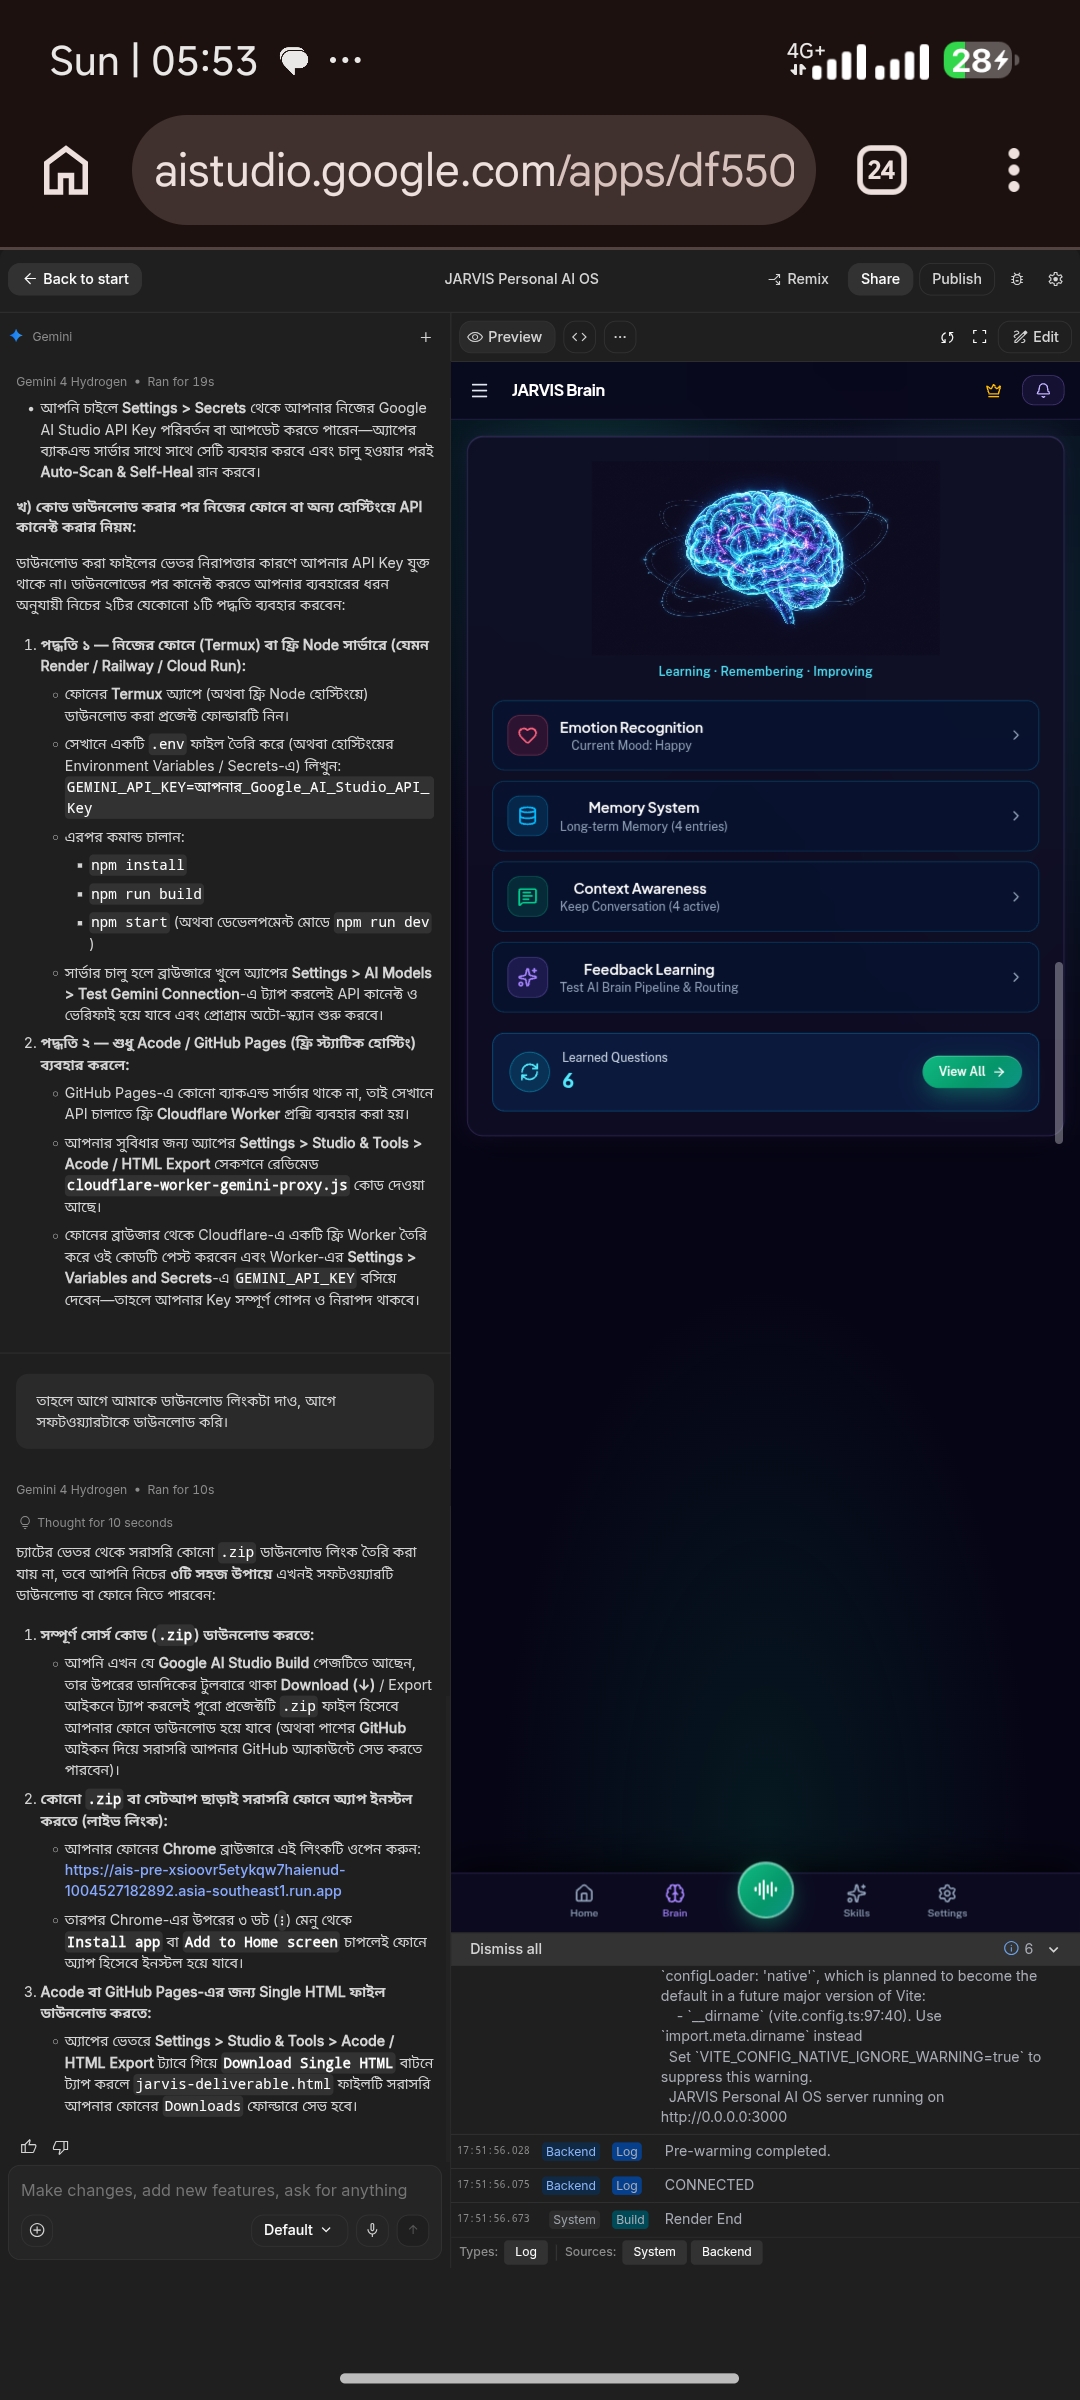 Sun | 05:53
4G+
28
aistudio.google.com/apps/df550
24
Back to start
JARVIS Personal AI OS
Remix
Share
Publish
Gemini
Preview
Edit
Gemini 4 Hydrogen • Ran for 19s
• আপনি চাইলে Settings > Secrets থেকে আপনার নিজের Google
AI Studio API Key পরিবর্তন বা আপডেট করতে পারেন—অ্যাপের
ব্যাকএন্ড সার্ভার সাথে সাথে সেটি ব্যবহার করবে এবং চালু হওয়ার পরই
Auto-Scan & Self-Heal রান করবে।
খ) কোড ডাউনলোড করার পর নিজের ফোনে বা অন্য হোস্টিংয়ে API
কানেক্ট করার নিয়ম:
ডাউনলোড করা ফাইলের ভেতর নিরাপত্তার কারণে আপনার API Key যুক্ত
থাকে না। ডাউনলোডের পর কানেক্ট করতে আপনার ব্যবহারের ধরন
অনুযায়ী নিচের ২টির যেকোনো ১টি পদ্ধতি ব্যবহার করবেন:
1. পদ্ধতি ১ — নিজের ফোনে (Termux) বা ফ্রি Node সার্ভারে (যেমন
Render / Railway / Cloud Run):
ফোনের Termux অ্যাপে (অথবা ফ্রি Node হোস্টিংয়ে)
ডাউনলোড করা প্রজেক্ট ফোল্ডারটি নিন।
সেখানে একটি .env ফাইল তৈরি করে (অথবা হোস্টিংয়ের
Environment Variables / Secrets-এ) লিখুন:
GEMINI_API_KEY=আপনার_Google_AI_Studio_API_
Key
এরপর কমান্ড চালান:
npm install
npm run build
npm start (অথবা ডেভেলপমেন্ট মোডে npm run dev
)
সার্ভার চালু হলে ব্রাউজারে খুলে অ্যাপের Settings > AI Models
> Test Gemini Connection-এ ট্যাপ করলেই API কানেক্ট ও
ভেরিফাই হয়ে যাবে এবং প্রোগ্রাম অটো-স্ক্যান শুরু করবে।
2. পদ্ধতি ২ — শুধু Acode / GitHub Pages (ফ্রি স্ট্যাটিক হোস্টিং)
ব্যবহার করলে:
GitHub Pages-এ কোনো ব্যাকএন্ড সার্ভার থাকে না, তাই সেখানে
API চালাতে ফ্রি Cloudflare Worker প্রক্সি ব্যবহার করা হয়।
আপনার সুবিধার জন্য অ্যাপের Settings > Studio & Tools >
Acode / HTML Export সেকশনে রেডিমেড
cloudflare-worker-gemini-proxy.js কোড দেওয়া
আছে।
ফোনের ব্রাউজার থেকে Cloudflare-এ একটি ফ্রি Worker তৈরি
করে ওই কোডটি পেস্ট করবেন এবং Worker-এর Settings >
Variables and Secrets-এ GEMINI_API_KEY বসিয়ে
দেবেন—তাহলে আপনার Key সম্পূর্ণ গোপন ও নিরাপদ থাকবে।
তাহলে আগে আমাকে ডাউনলোড লিংকটা দাও, আগে
সফটওয়্যারটাকে ডাউনলোড করি।
Gemini 4 Hydrogen • Ran for 10s
Thought for 10 seconds
চ্যাটের ভেতর থেকে সরাসরি কোনো .zip ডাউনলোড লিংক তৈরি করা
যায় না, তবে আপনি নিচের ৩টি সহজ উপায়ে এখনই সফটওয়্যারটি
ডাউনলোড বা ফোনে নিতে পারবেন:
1. সম্পূর্ণ সোর্স কোড (.zip) ডাউনলোড করতে:
আপনি এখন যে Google AI Studio Build পেজটিতে আছেন,
তার উপরের ডানদিকের টুলবারে থাকা Download (↓) / Export
আইকনে ট্যাপ করলেই পুরো প্রজেক্টটি .zip ফাইল হিসেবে
আপনার ফোনে ডাউনলোড হয়ে যাবে (অথবা পাশের GitHub
আইকন দিয়ে সরাসরি আপনার GitHub অ্যাকাউন্টে সেভ করতে
পারবেন)।
2. কোনো .zip বা সেটআপ ছাড়াই সরাসরি ফোনে অ্যাপ ইনস্টল
করতে (লাইভ লিংক):
আপনার ফোনের Chrome ব্রাউজারে এই লিংকটি ওপেন করুন:
https://ais-pre-xsioovr5etykqw7haienud-
1004527182892.asia-southeast1.run.app
তারপর Chrome-এর উপরের ৩ ডট (⋮) মেনু থেকে
Install app বা Add to Home screen চাপলেই ফোনে
অ্যাপ হিসেবে ইনস্টল হয়ে যাবে।
3. Acode বা GitHub Pages-এর জন্য Single HTML ফাইল
ডাউনলোড করতে:
অ্যাপের ভেতরে Settings > Studio & Tools > Acode /
HTML Export ট্যাবে গিয়ে Download Single HTML বাটনে
ট্যাপ করলে jarvis-deliverable.html ফাইলটি সরাসরি
আপনার ফোনের Downloads ফোল্ডারে সেভ হবে।
Make changes, add new features, ask for anything
Default
JARVIS Brain
Learning · Remembering · Improving
Emotion Recognition
Current Mood: Happy
Memory System
Long-term Memory (4 entries)
Context Awareness
Keep Conversation (4 active)
Feedback Learning
Test AI Brain Pipeline & Routing
Learned Questions
6
View All →
Home
Brain
Skills
Settings
Dismiss all
6
`configLoader: 'native'`, which is planned to become the
default in a future major version of Vite:
- `__dirname` (vite.config.ts:97:40). Use
`import.meta.dirname` instead
Set `VITE_CONFIG_NATIVE_IGNORE_WARNING=true` to
suppress this warning.
JARVIS Personal AI OS server running on
http://0.0.0.0:3000
17:51:56.028 Backend Log Pre-warming completed.
17:51:56.075 Backend Log CONNECTED
17:51:56.673 System Build Render End
Types: Log Sources: System Backend